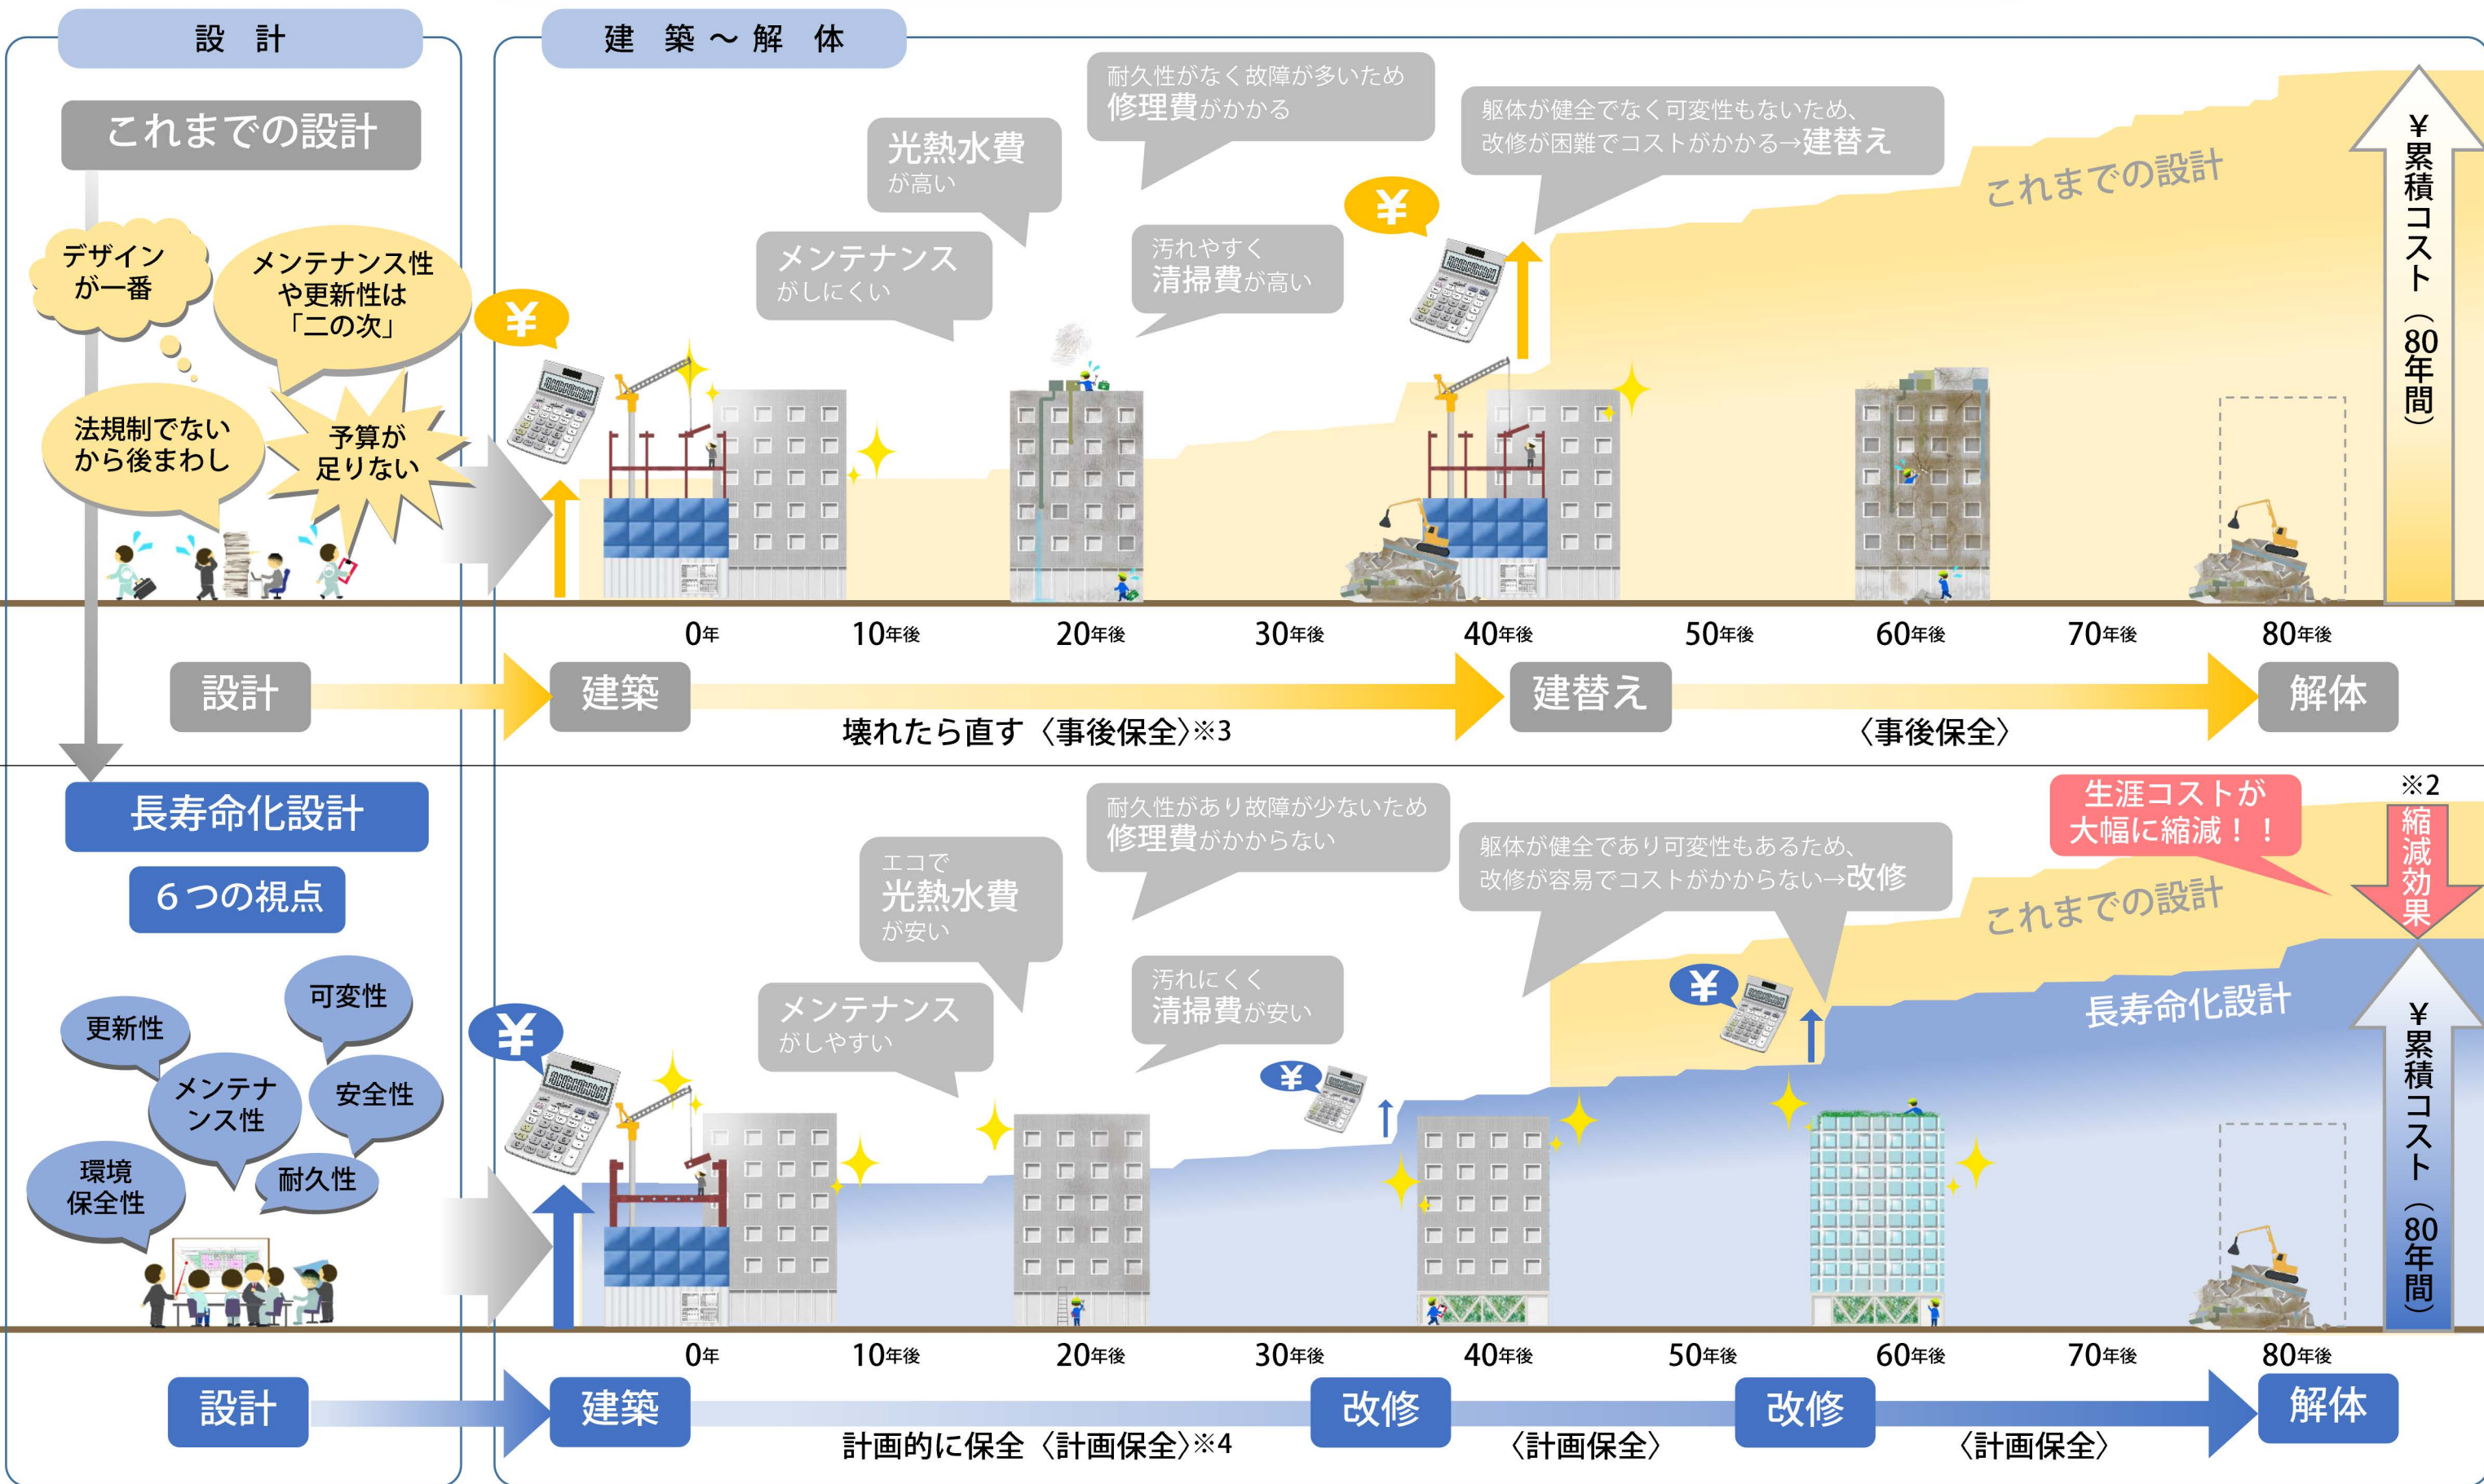 設 計
建 築 ～ 解 体
これまでの設計
デザイン
が一番
メンテナンス性
や更新性は
「二の次」
法規制でない
から後まわし
予算が
足りない
¥
メンテナンス
がしにくい
光熱水費
が高い
耐久性がなく故障が多いため
修理費がかかる
汚れやすく
清掃費が高い
¥
躯体が健全でなく可変性もないため、
改修が困難でコストがかかる→建替え
これまでの設計
¥累積コスト（80年間）
0年
10年後
20年後
30年後
40年後
50年後
60年後
70年後
80年後
設計
建築
壊れたら直す〈事後保全〉※3
建替え
〈事後保全〉
解体
長寿命化設計
6つの視点
更新性
可変性
メンテナ
ンス性
安全性
環境
保全性
耐久性
¥
メンテナンス
がしやすい
エコで
光熱水費
が安い
耐久性があり故障が少ないため
修理費がかからない
汚れにくく
清掃費が安い
¥
躯体が健全であり可変性もあるため、
改修が容易でコストがかからない→改修
¥
生涯コストが
大幅に縮減！！
※2
縮減効果
これまでの設計
長寿命化設計
¥累積コスト（80年間）
0年
10年後
20年後
30年後
40年後
50年後
60年後
70年後
80年後
設計
建築
計画的に保全〈計画保全〉※4
改修
〈計画保全〉
改修
〈計画保全〉
解体